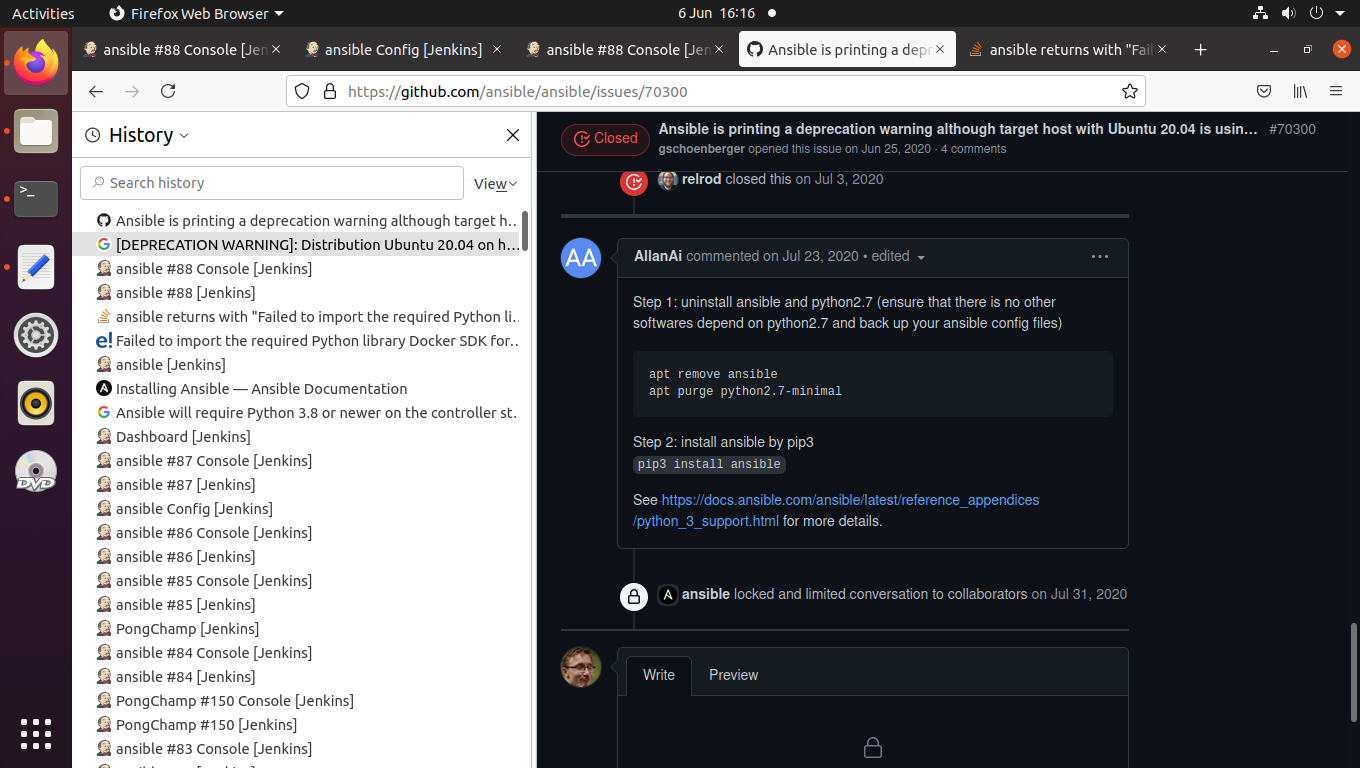 Activities
Firefox Web Browser
6 Jun 16:16
ansible #88 Console [Jen
ansible Config [Jenkins]
ansible #88 Console [Jen
Ansible is printing a depr
ansible returns with "Fail
https://github.com/ansible/ansible/issues/70300
History
Search history
View
Ansible is printing a deprecation warning although target h…
[DEPRECATION WARNING]: Distribution Ubuntu 20.04 on h…
ansible #88 Console [Jenkins]
ansible #88 [Jenkins]
ansible returns with "Failed to import the required Python li…
Failed to import the required Python library Docker SDK for…
ansible [Jenkins]
Installing Ansible — Ansible Documentation
Ansible will require Python 3.8 or newer on the controller st…
Dashboard [Jenkins]
ansible #87 Console [Jenkins]
ansible #87 [Jenkins]
ansible Config [Jenkins]
ansible #86 Console [Jenkins]
ansible #86 [Jenkins]
ansible #85 Console [Jenkins]
ansible #85 [Jenkins]
PongChamp [Jenkins]
ansible #84 Console [Jenkins]
ansible #84 [Jenkins]
PongChamp #150 Console [Jenkins]
PongChamp #150 [Jenkins]
ansible #83 Console [Jenkins]
Closed
Ansible is printing a deprecation warning although target host with Ubuntu 20.04 is usin… #70300
gschoenberger opened this issue on Jun 25, 2020 · 4 comments
relrod closed this on Jul 3, 2020
AA
AllanAi commented on Jul 23, 2020 • edited
Step 1: uninstall ansible and python2.7 (ensure that there is no other
softwares depend on python2.7 and back up your ansible config files)
apt remove ansible
apt purge python2.7-minimal
Step 2: install ansible by pip3
pip3 install ansible
See https://docs.ansible.com/ansible/latest/reference_appendices
/python_3_support.html for more details.
ansible locked and limited conversation to collaborators on Jul 31, 2020
Write
Preview
DVD